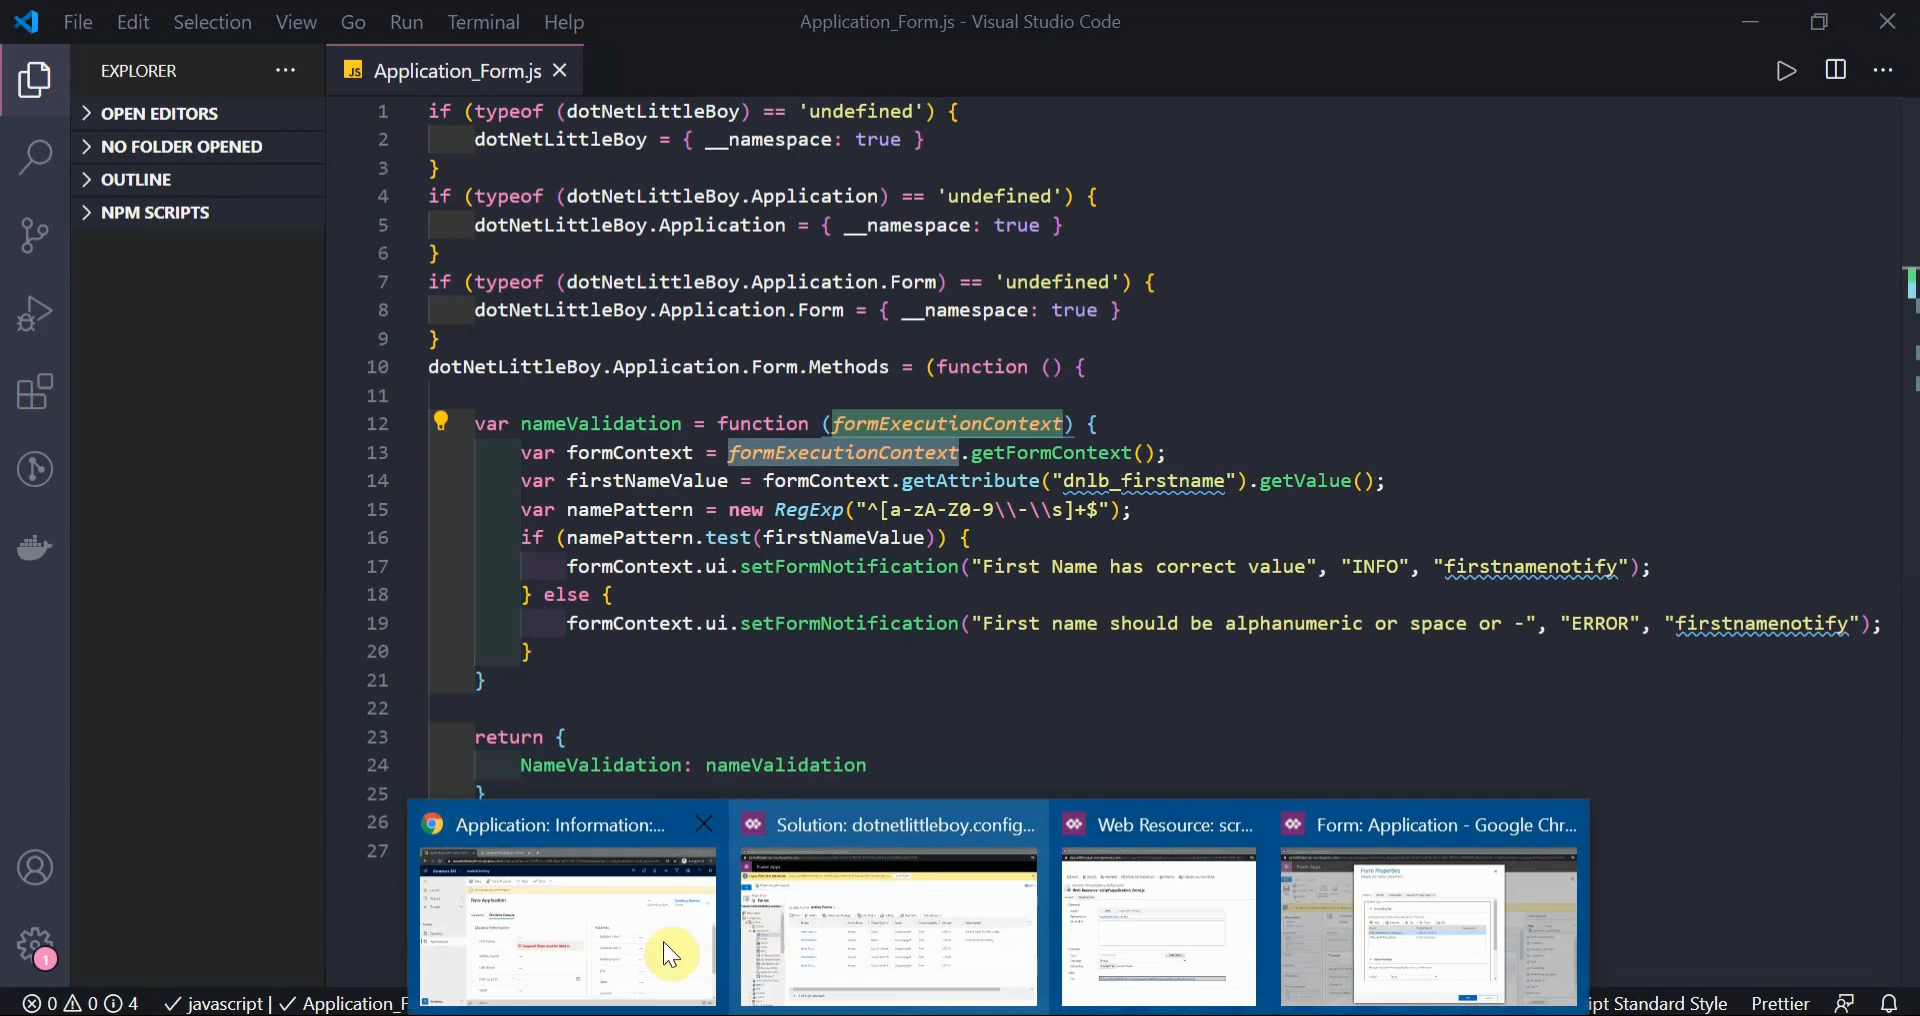 File Edit Selection View Go Run Terminal Help Application_Form.js - Visual Studio Code
EXPLORER
Application_Form.js
OPEN EDITORS
NO FOLDER OPENED
OUTLINE
NPM SCRIPTS
1 if (typeof (dotNetLittleBoy) == 'undefined') {
2 dotNetLittleBoy = { __namespace: true }
3 }
4 if (typeof (dotNetLittleBoy.Application) == 'undefined') {
5 dotNetLittleBoy.Application = { __namespace: true }
6 }
7 if (typeof (dotNetLittleBoy.Application.Form) == 'undefined') {
8 dotNetLittleBoy.Application.Form = { __namespace: true }
9 }
10 dotNetLittleBoy.Application.Form.Methods = (function () {
11
12 var nameValidation = function (formExecutionContext) {
13 var formContext = formExecutionContext.getFormContext();
14 var firstNameValue = formContext.getAttribute("dnlb_firstname").getValue();
15 var namePattern = new RegExp("^[a-zA-Z0-9\\-\\s]+$");
16 if (namePattern.test(firstNameValue)) {
17 formContext.ui.setFormNotification("First Name has correct value", "INFO", "firstnamenotify");
18 } else {
19 formContext.ui.setFormNotification("First name should be alphanumeric or space or -", "ERROR", "firstnamenotify");
20 }
21 }
22
23 return {
24 NameValidation: nameValidation
25 }
26
27
Application: Information:...
Solution: dotnetlittleboy.config...
Web Resource: scr...
Form: Application - Google Chr...
Form Properties
New Application
1
0 0 4 javascript | Application_F
ipt Standard Style Prettier